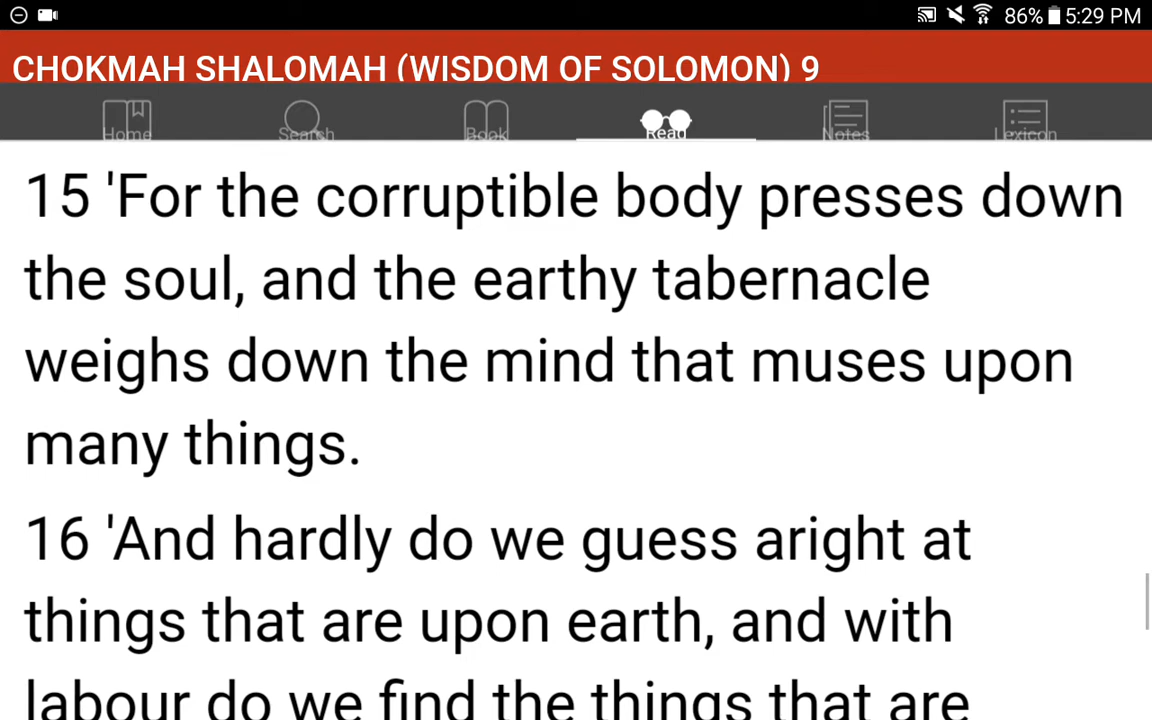 86% 5:29 PM
CHOKMAH SHALOMAH (WISDOM OF SOLOMON) 9
Home Search Book Read Notes Lexicon
15 'For the corruptible body presses down
the soul, and the earthy tabernacle
weighs down the mind that muses upon
many things.
16 'And hardly do we guess aright at
things that are upon earth, and with
labour do we find the things that are